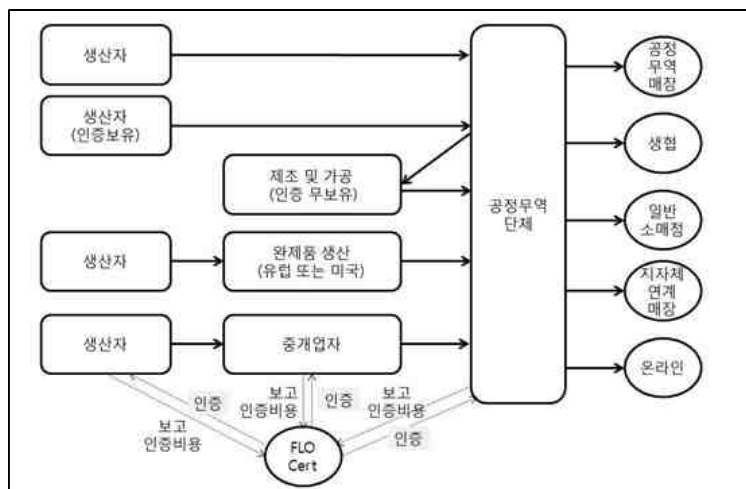 생산자
공정
무역
매장
생산자
(인증보유)
생협
제조 및 가공
(인증 무보유)
공정무역
단체
일반
소매점
생산자
완제품 생산
(유럽 또는 미국)
지자체
연계
매장
생산자
중개업자
온라인
인증
보고
인증비용
보고
인증비용
인증
보고
인증비용
인증
FLO
Cert